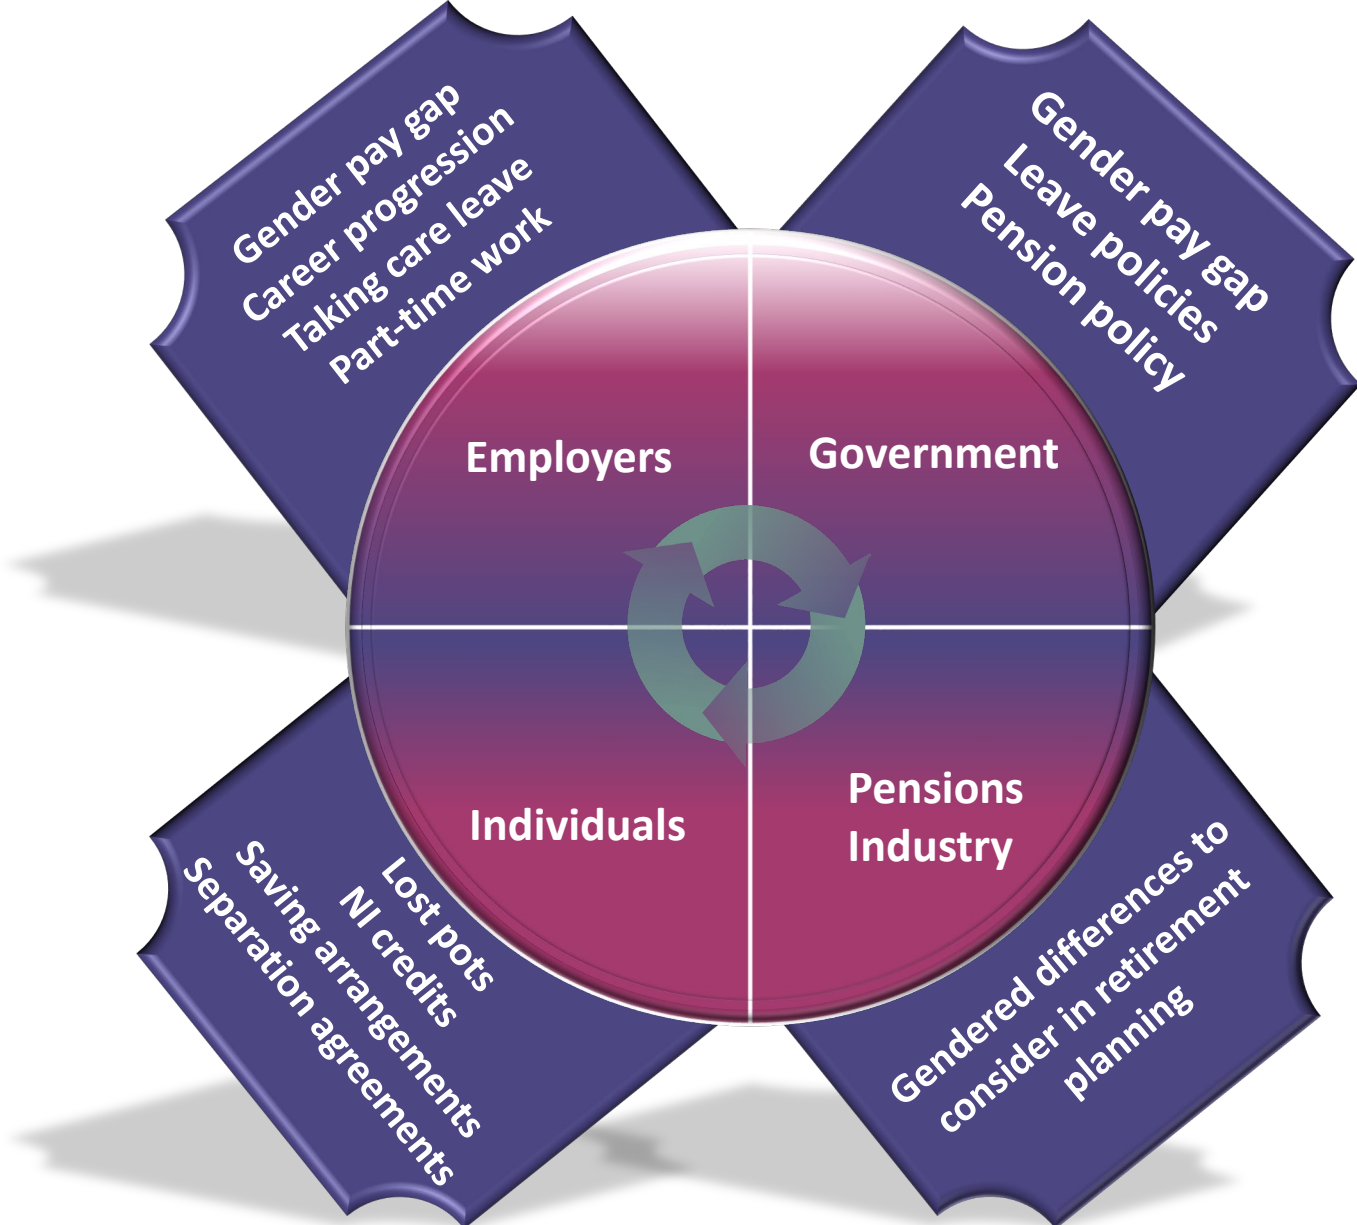 Gender pay gap
Career progression
Taking care leave
Part-time work
Gender pay gap
Leave policies
Pension policy
Employers
Government
Individuals
Pensions
Industry
Lost pots
NI credits
Saving arrangements
Separation agreements
Gendered differences to
consider in retirement
planning